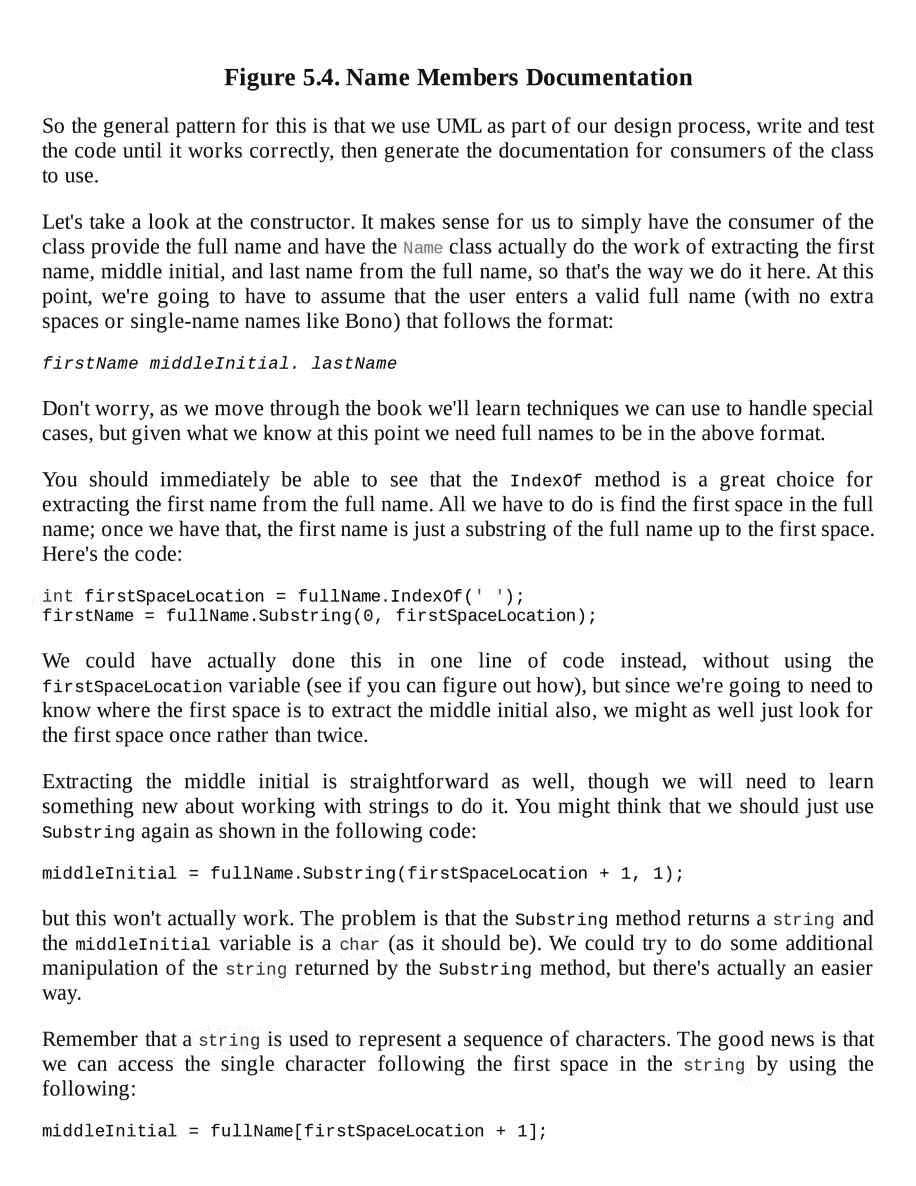 Figure 5.4. Name Members Documentation
So the general pattern for this is that we use UML as part of our design process, write and test
the code until it works correctly, then generate the documentation for consumers of the class
to use.
Let's take a look at the constructor. It makes sense for us to simply have the consumer of the
class provide the full name and have the Name class actually do the work of extracting the first
name, middle initial, and last name from the full name, so that's the way we do it here. At this
point, we're going to have to assume that the user enters a valid full name (with no extra
spaces or single-name names like Bono) that follows the format:
firstName middleInitial. lastName
Don't worry, as we move through the book we'll learn techniques we can use to handle special
cases, but given what we know at this point we need full names to be in the above format.
You should immediately be able to see that the IndexOf method is a great choice for
extracting the first name from the full name. All we have to do is find the first space in the full
name; once we have that, the first name is just a substring of the full name up to the first space.
Here's the code:
int firstSpaceLocation = fullName.IndexOf(' ');
firstName = fullName.Substring(0, firstSpaceLocation);
We could have actually done this in one line of code instead, without using the
firstSpaceLocation variable (see if you can figure out how), but since we're going to need to
know where the first space is to extract the middle initial also, we might as well just look for
the first space once rather than twice.
Extracting the middle initial is straightforward as well, though we will need to learn
something new about working with strings to do it. You might think that we should just use
Substring again as shown in the following code:
middleInitial = fullName.Substring(firstSpaceLocation + 1, 1);
but this won't actually work. The problem is that the Substring method returns a string and
the middleInitial variable is a char (as it should be). We could try to do some additional
manipulation of the string returned by the Substring method, but there's actually an easier
way.
Remember that a string is used to represent a sequence of characters. The good news is that
we can access the single character following the first space in the string by using the
following:
middleInitial = fullName[firstSpaceLocation + 1];